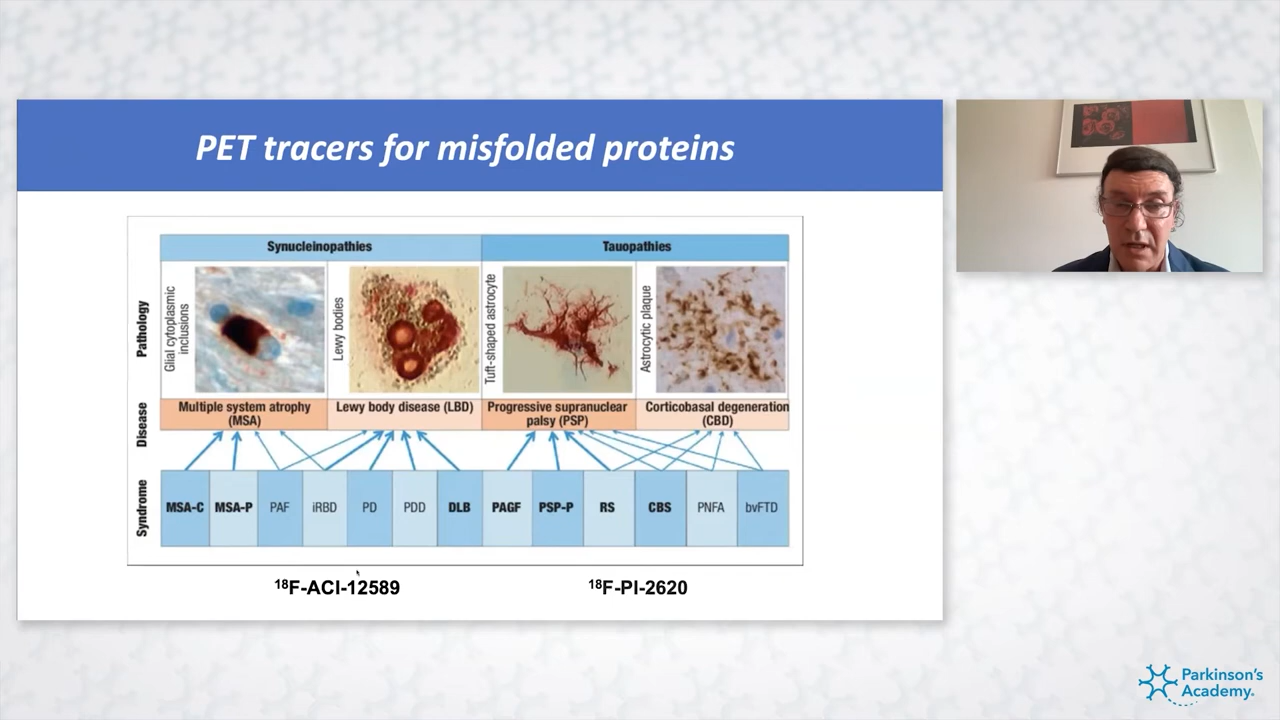 PET tracers for misfolded proteins
Synucleinopathies
Tauopathies
Pathology
Glial cytoplasmic
inclusions
Lewy bodies
Tuft-shaped astrocyte
Astrocytic plaque
Disease
Multiple system atrophy
(MSA)
Lewy body disease (LBD)
Progressive supranuclear
palsy (PSP)
Corticobasal degeneration
(CBD)
Syndrome
MSA-C
MSA-P
PAF
iRBD
PD
PDD
DLB
PAGF
PSP-P
RS
CBS
PNFA
bvFTD
¹⁸F-ACI-12589
¹⁸F-PI-2620
Parkinson's
Academy.